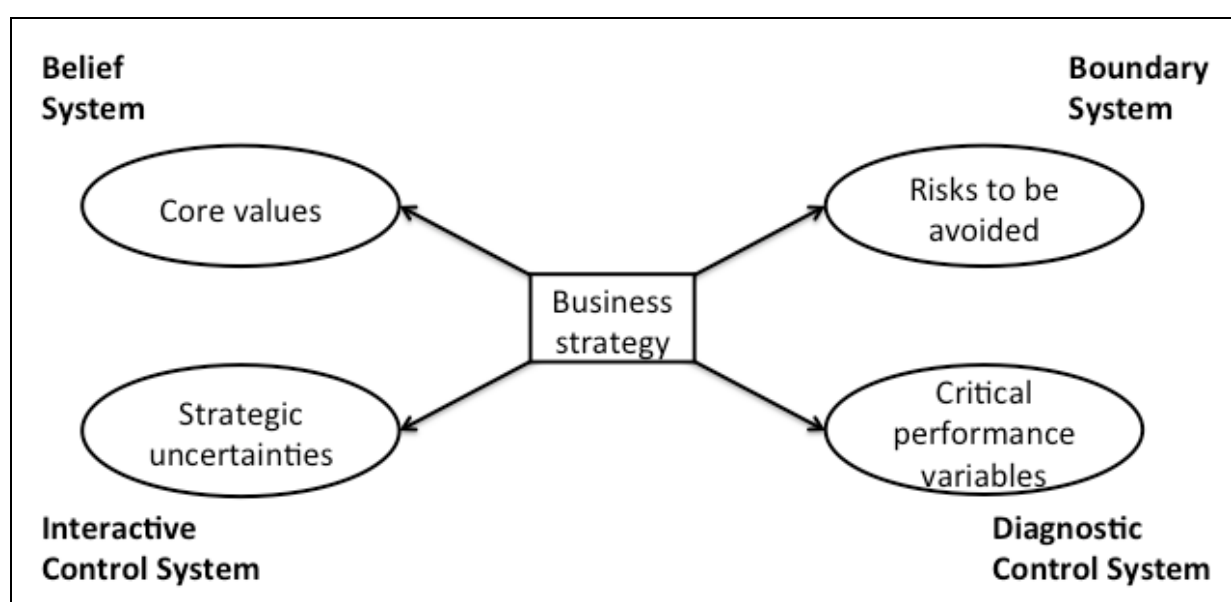 Belief
System
Boundary
System
Core values
Risks to be
avoided
Business
strategy
Strategic
uncertainties
Critical
performance
variables
Interactive
Control System
Diagnostic
Control System